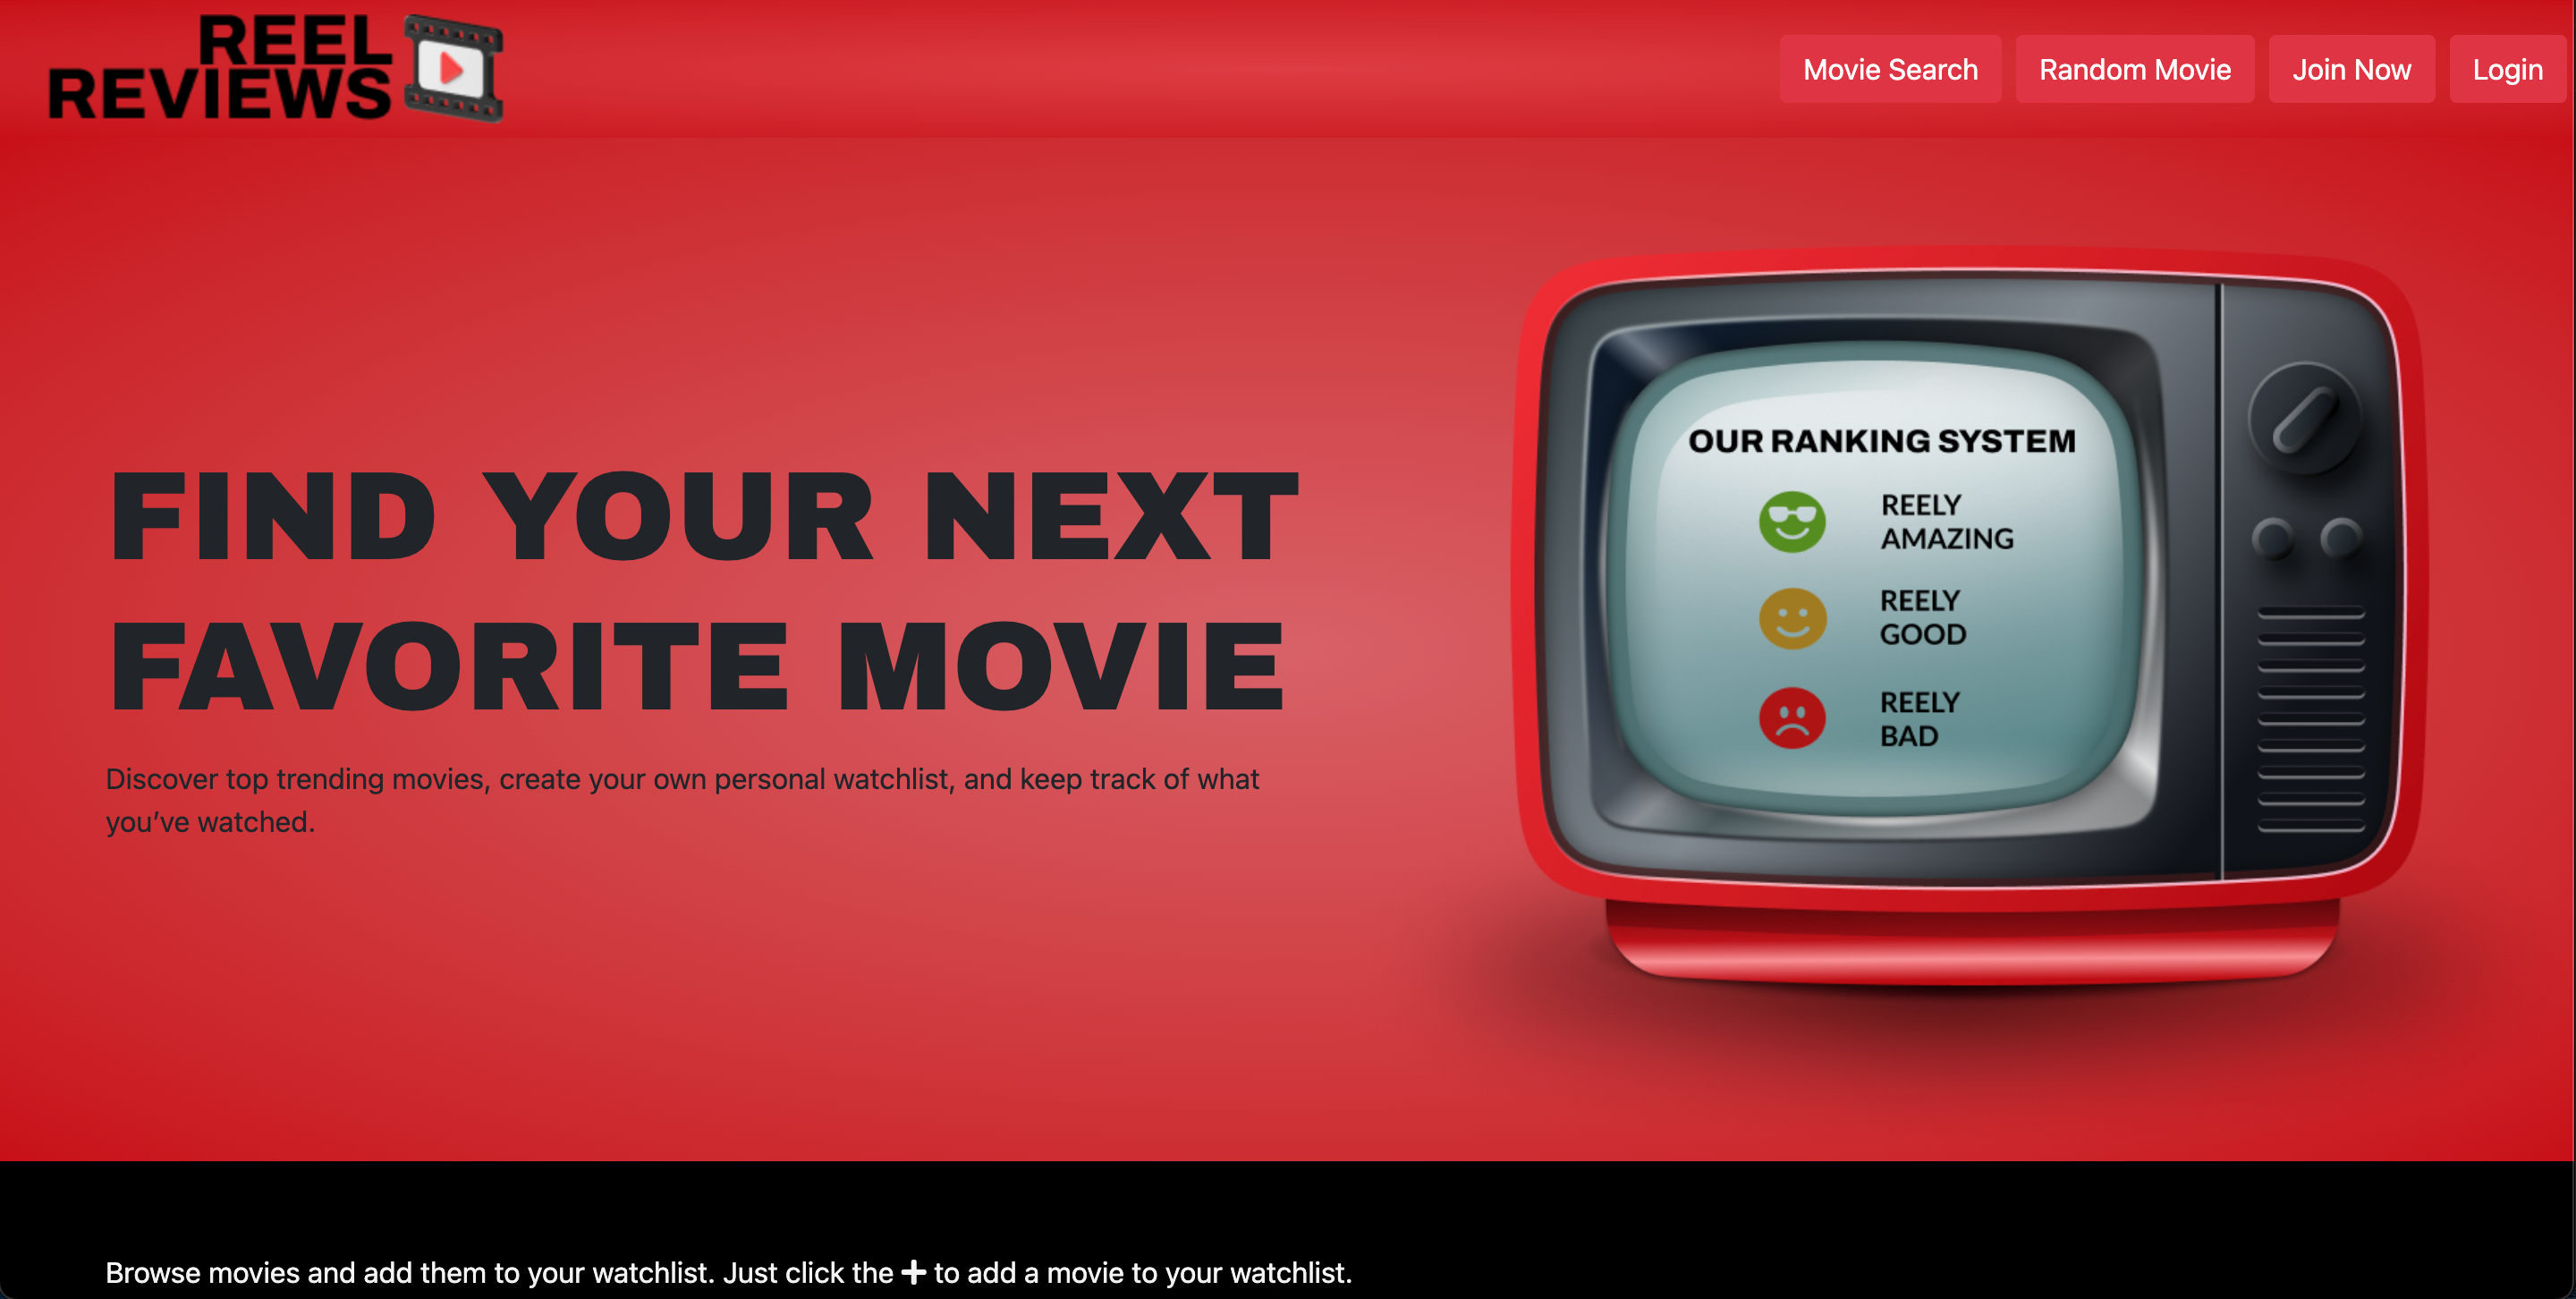 REEL
REVIEWS
Movie Search
Random Movie
Join Now
Login
FIND YOUR NEXT
FAVORITE MOVIE
Discover top trending movies, create your own personal watchlist, and keep track of what
you’ve watched.
OUR RANKING SYSTEM
REELY
AMAZING
REELY
GOOD
REELY
BAD
Browse movies and add them to your watchlist. Just click the + to add a movie to your watchlist.